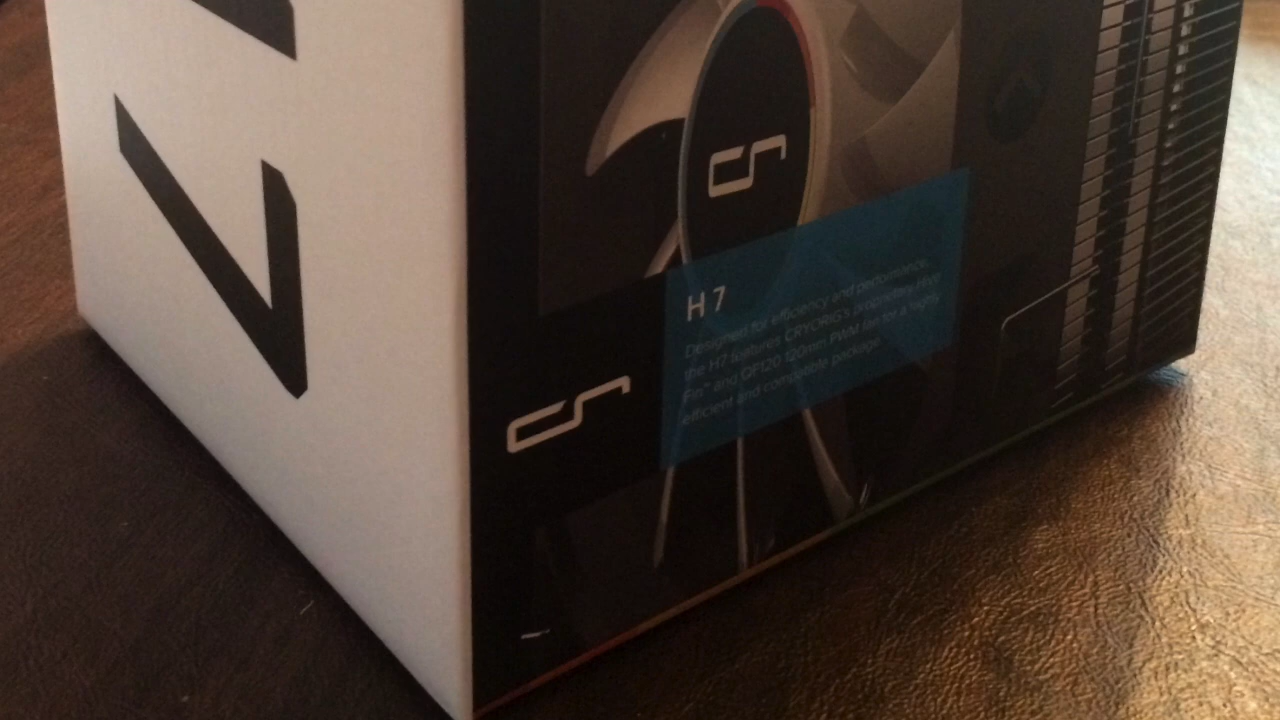 7
H7
Designed for efficiency and performance,
the H7 features CRYORIG's proprietary Hive
Fin™ and QF120 120mm PWM fan for a highly
efficient and compatible package.